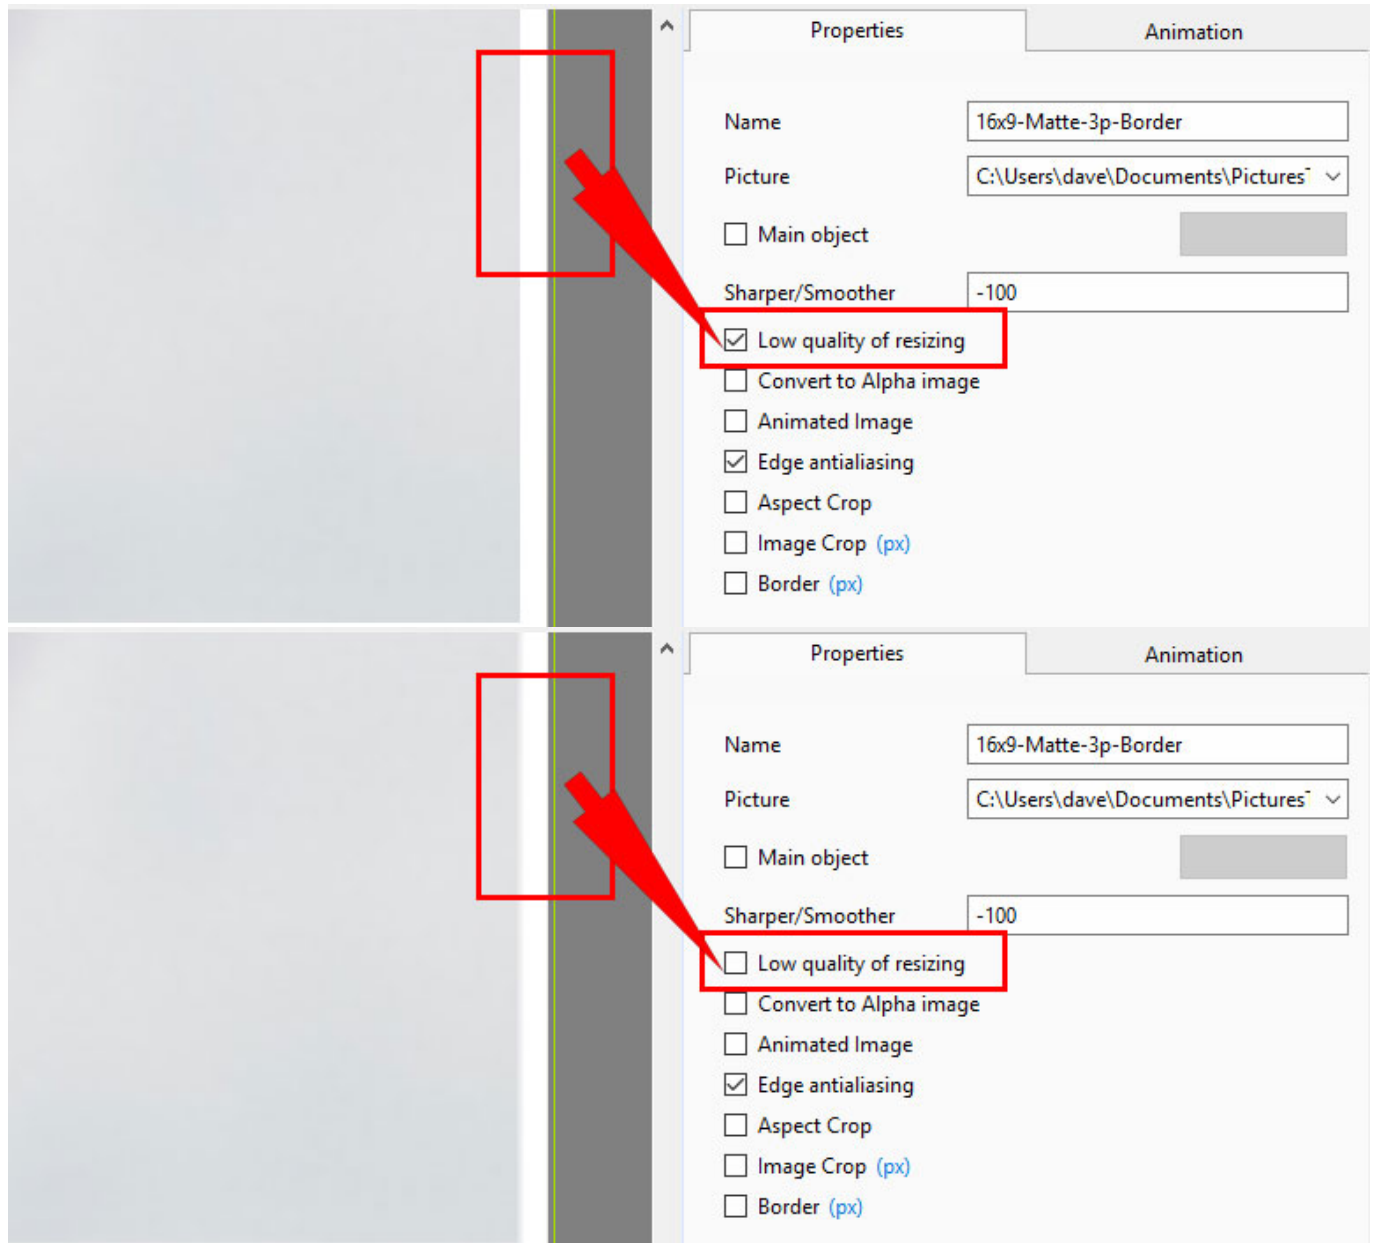 Properties Animation
Name 16x9-Matte-3p-Border
Picture C:\Users\dave\Documents\Pictures
Main object
Sharper/Smoother -100
Low quality of resizing
Convert to Alpha image
Animated Image
Edge antialiasing
Aspect Crop
Image Crop (px)
Border (px)
Properties Animation
Name 16x9-Matte-3p-Border
Picture C:\Users\dave\Documents\Pictures
Main object
Sharper/Smoother -100
Low quality of resizing
Convert to Alpha image
Animated Image
Edge antialiasing
Aspect Crop
Image Crop (px)
Border (px)